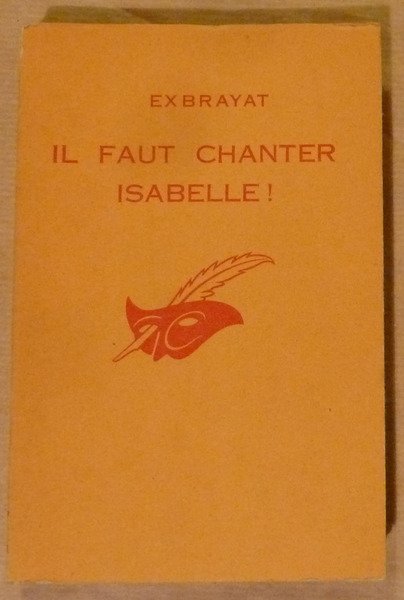 EXBRAYAT
IL FAUT CHANTER
ISABELLE !